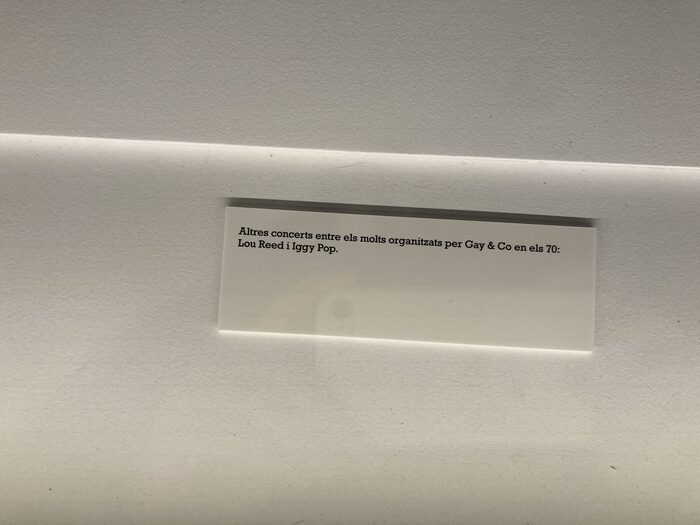 Altres concerts entre els molts organitzats per Gay & Co en els 70:
Lou Reed i Iggy Pop.